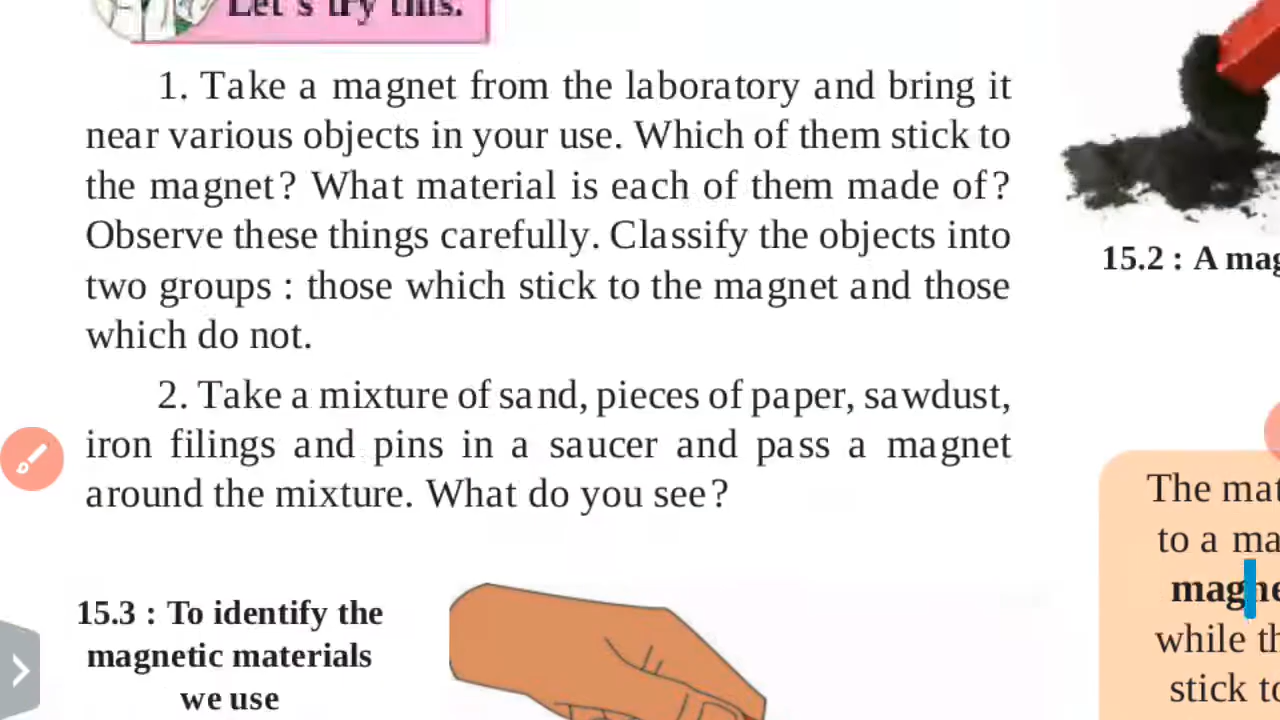 Let's try this.
1. Take a magnet from the laboratory and bring it
near various objects in your use. Which of them stick to
the magnet? What material is each of them made of?
Observe these things carefully. Classify the objects into
two groups : those which stick to the magnet and those
which do not.
2. Take a mixture of sand, pieces of paper, sawdust,
iron filings and pins in a saucer and pass a magnet
around the mixture. What do you see?
15.3 : To identify the
magnetic materials
we use
15.2 : A mag
The mat
to a ma
magne
while th
stick to